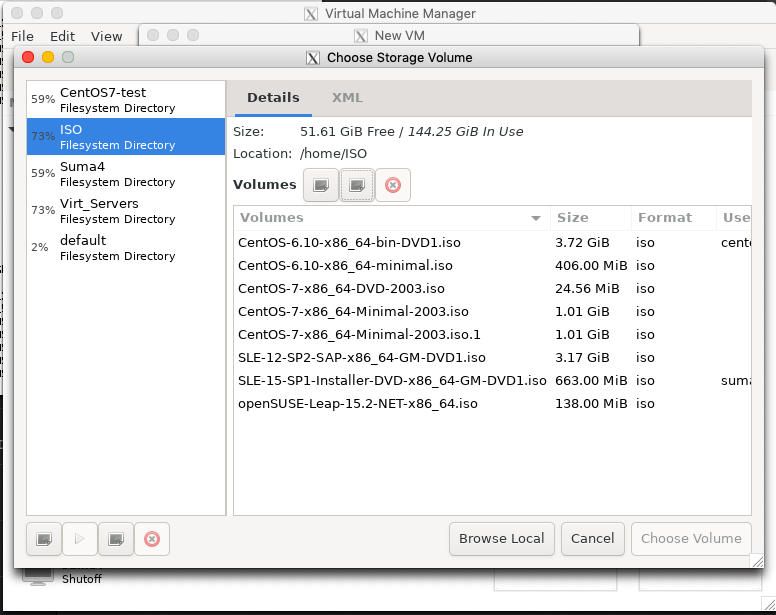 Virtual Machine Manager
File Edit View
New VM
Choose Storage Volume
59% CentOS7-test
Filesystem Directory
73% ISO
Filesystem Directory
59% Suma4
Filesystem Directory
73% Virt_Servers
Filesystem Directory
2% default
Filesystem Directory
Details XML
Size: 51.61 GiB Free / 144.25 GiB In Use
Location: /home/ISO
Volumes
Volumes Size Format Use
CentOS-6.10-x86_64-bin-DVD1.iso 3.72 GiB iso cent
CentOS-6.10-x86_64-minimal.iso 406.00 MiB iso
CentOS-7-x86_64-DVD-2003.iso 24.56 MiB iso
CentOS-7-x86_64-Minimal-2003.iso 1.01 GiB iso
CentOS-7-x86_64-Minimal-2003.iso.1 1.01 GiB iso
SLE-12-SP2-SAP-x86_64-GM-DVD1.iso 3.17 GiB iso
SLE-15-SP1-Installer-DVD-x86_64-GM-DVD1.iso 663.00 MiB iso suma
openSUSE-Leap-15.2-NET-x86_64.iso 138.00 MiB iso
Browse Local Cancel Choose Volume
Shutoff